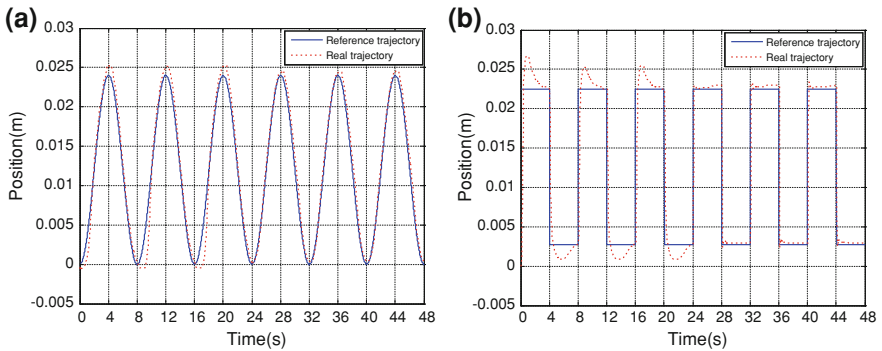 (a)
0.03
0.025
0.02
0.015
0.01
0.005
0
-0.005
Position(m)
0 4 8 12 16 20 24 28 32 36 40 44 48
Time(s)
Reference trajectory
Real trajectory
(b)
0.03
0.025
0.02
0.015
0.01
0.005
0
-0.005
Position(m)
0 4 8 12 16 20 24 28 32 36 40 44 48
Time(s)
Reference trajectory
Real trajectory